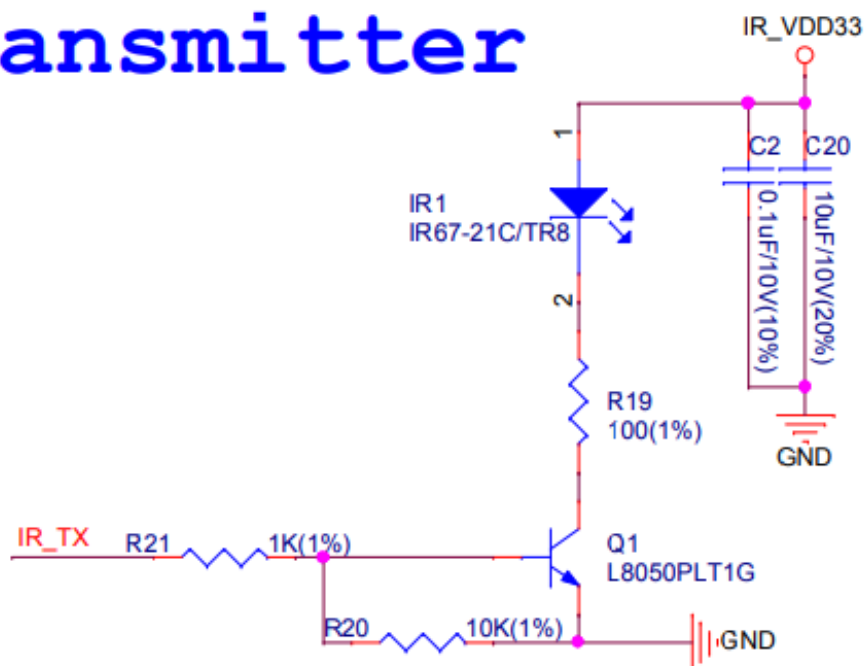 ansmitter
IR_VDD33
1
C2
C20
IR1
IR67-21C/TR8
0.1uF/10V(10%)
10uF/10V(20%)
2
R19
100(1%)
GND
IR_TX
R21
1K(1%)
Q1
L8050PLT1G
R20
10K(1%)
GND